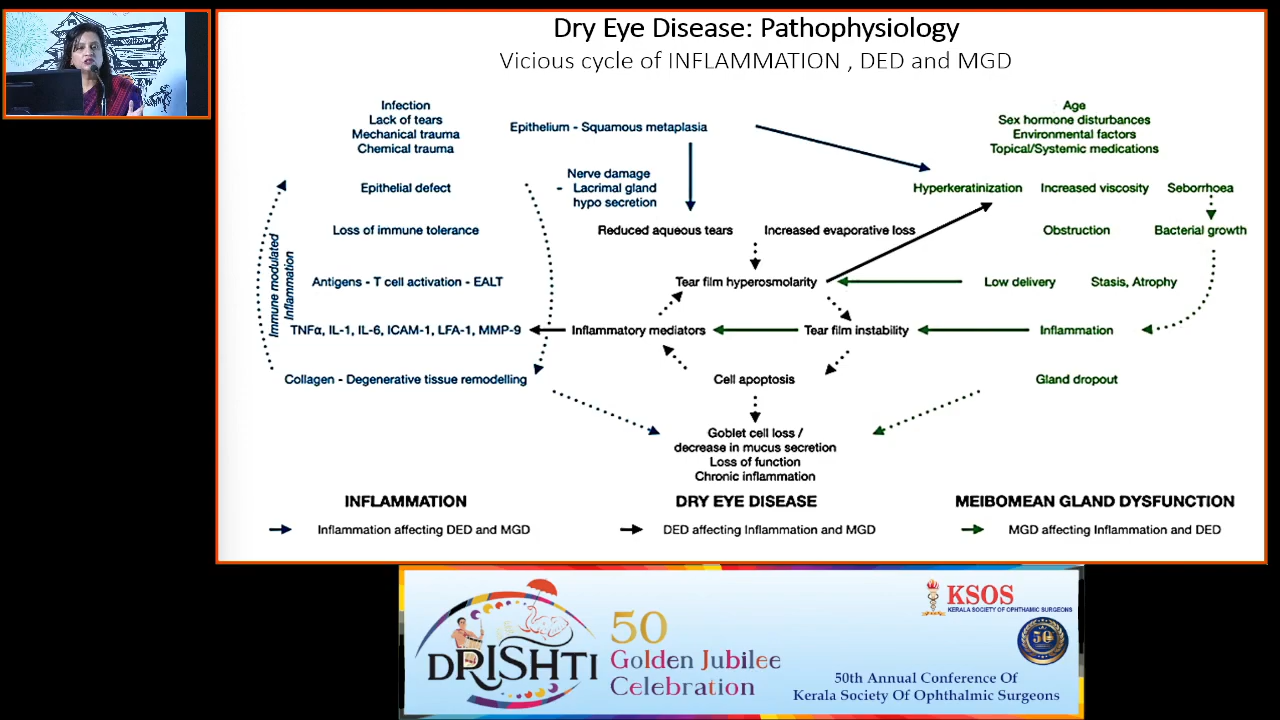 Dry Eye Disease: Pathophysiology
Vicious cycle of INFLAMMATION , DED and MGD
Infection
Lack of tears
Mechanical trauma
Chemical trauma
Epithelial defect
Loss of immune tolerance
Antigens - T cell activation - EALT
TNFα, IL-1, IL-6, ICAM-1, LFA-1, MMP-9
Collagen - Degenerative tissue remodelling
Immune modulated
Inflammation
Epithelium - Squamous metaplasia
Nerve damage
- Lacrimal gland
hypo secretion
Reduced aqueous tears
Increased evaporative loss
Tear film hyperosmolarity
Inflammatory mediators
Tear film instability
Cell apoptosis
Goblet cell loss /
decrease in mucus secretion
Loss of function
Chronic inflammation
Age
Sex hormone disturbances
Environmental factors
Topical/Systemic medications
Hyperkeratinization
Increased viscosity
Seborrhoea
Obstruction
Bacterial growth
Low delivery
Stasis, Atrophy
Inflammation
Gland dropout
INFLAMMATION
DRY EYE DISEASE
MEIBOMEAN GLAND DYSFUNCTION
Inflammation affecting DED and MGD
DED affecting Inflammation and MGD
MGD affecting Inflammation and DED
DRISHTI
50
Golden Jubilee
Celebration
KSOS
KERALA SOCIETY OF OPHTHAMIC SURGEONS
50
50th Annual Conference Of
Kerala Society Of Ophthalmic Surgeons